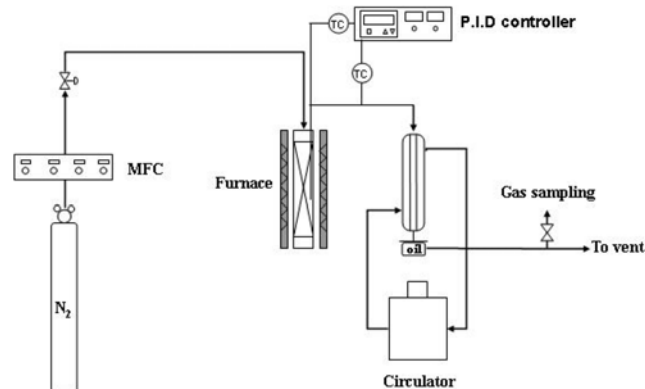 P.I.D controller
TC
TC
MFC
Furnace
Gas sampling
oil
To vent
N2
Circulator